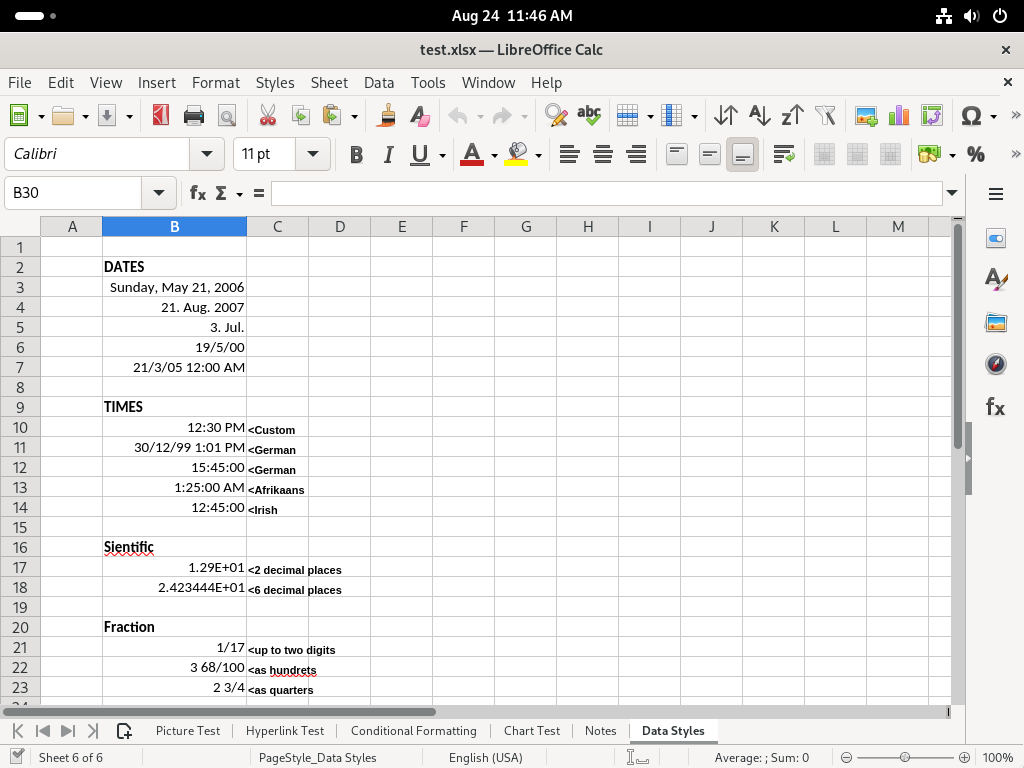 Aug 24 11:46 AM
test.xlsx — LibreOffice Calc
File Edit View Insert Format Styles Sheet Data Tools Window Help
Calibri 11 pt
B30
A B C D E F G H I J K L M
1
2 DATES
3 Sunday, May 21, 2006
4 21. Aug. 2007
5 3. Jul.
6 19/5/00
7 21/3/05 12:00 AM
8
9 TIMES
10 12:30 PM <Custom
11 30/12/99 1:01 PM <German
12 15:45:00 <German
13 1:25:00 AM <Afrikaans
14 12:45:00 <Irish
15
16 Sientific
17 1.29E+01 <2 decimal places
18 2.423444E+01 <6 decimal places
19
20 Fraction
21 1/17 <up to two digits
22 3 68/100 <as hundrets
23 2 3/4 <as quarters
Picture Test Hyperlink Test Conditional Formatting Chart Test Notes Data Styles
Sheet 6 of 6 PageStyle_Data Styles English (USA) Average: ; Sum: 0 100%